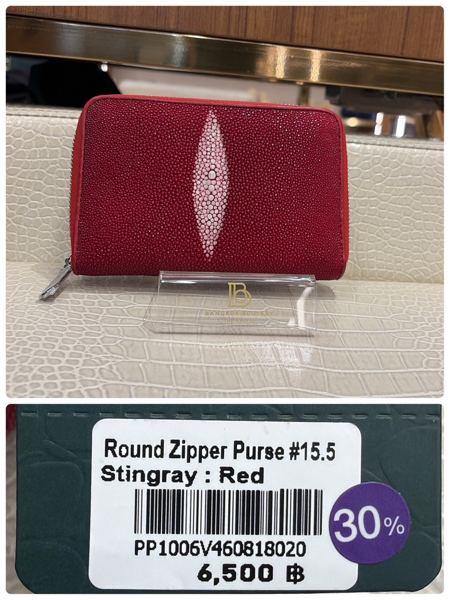 B
Round Zipper Purse #15.5
Stingray : Red
30%
PP1006V460818020
6,500 ฿